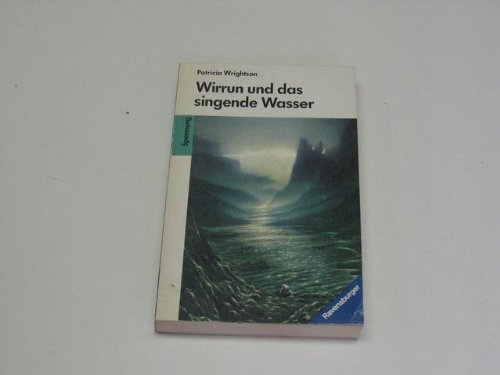 Patricia Wrightson
Wirrun und das
singende Wasser
Spannung
Ravensburger